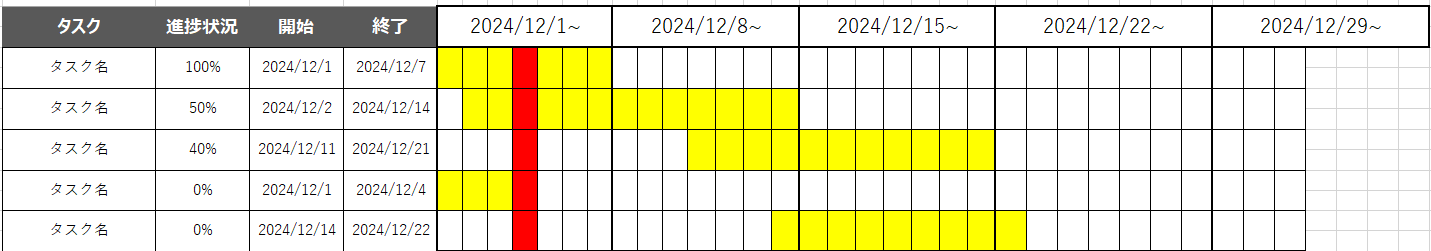 タスク 進捗状況 開始 終了 2024/12/1~ 2024/12/8~ 2024/12/15~ 2024/12/22~ 2024/12/29~
タスク名 100% 2024/12/1 2024/12/7
タスク名 50% 2024/12/2 2024/12/14
タスク名 40% 2024/12/11 2024/12/21
タスク名 0% 2024/12/1 2024/12/4
タスク名 0% 2024/12/14 2024/12/22